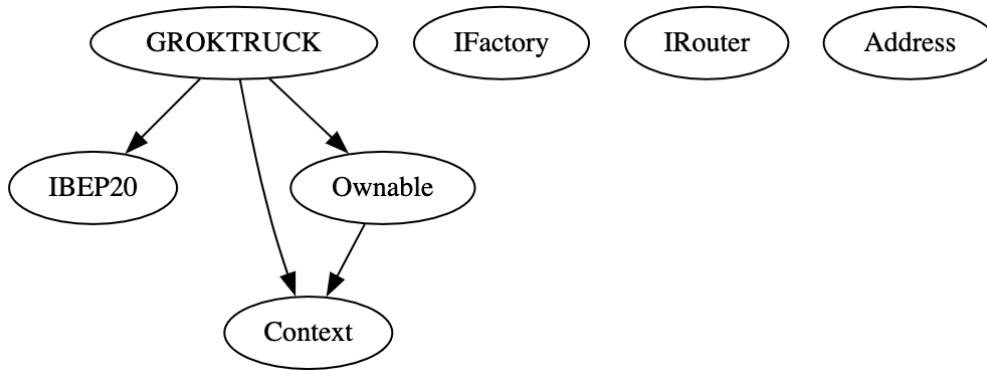 GROKTRUCK
IFactory
IRouter
Address
IBEP20
Ownable
Context